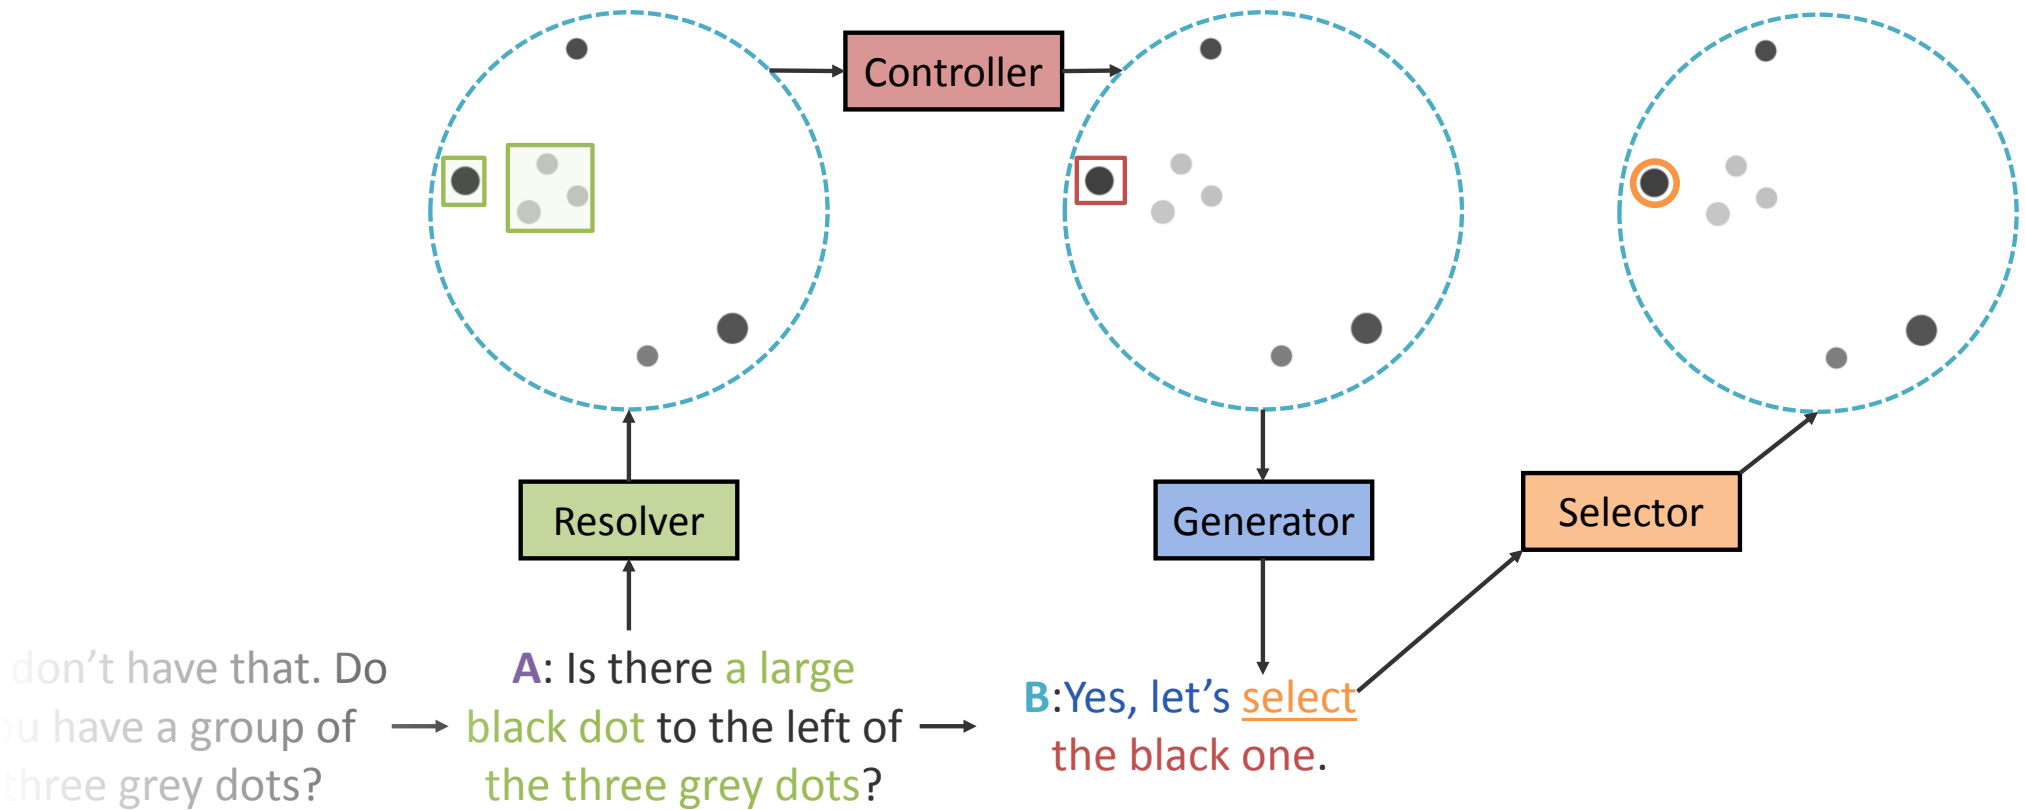 Controller
Resolver
Generator
Selector
don't have that. Do
have a group of
three grey dots?
A: Is there a large
black dot to the left of
the three grey dots?
B:Yes, let's select
the black one.